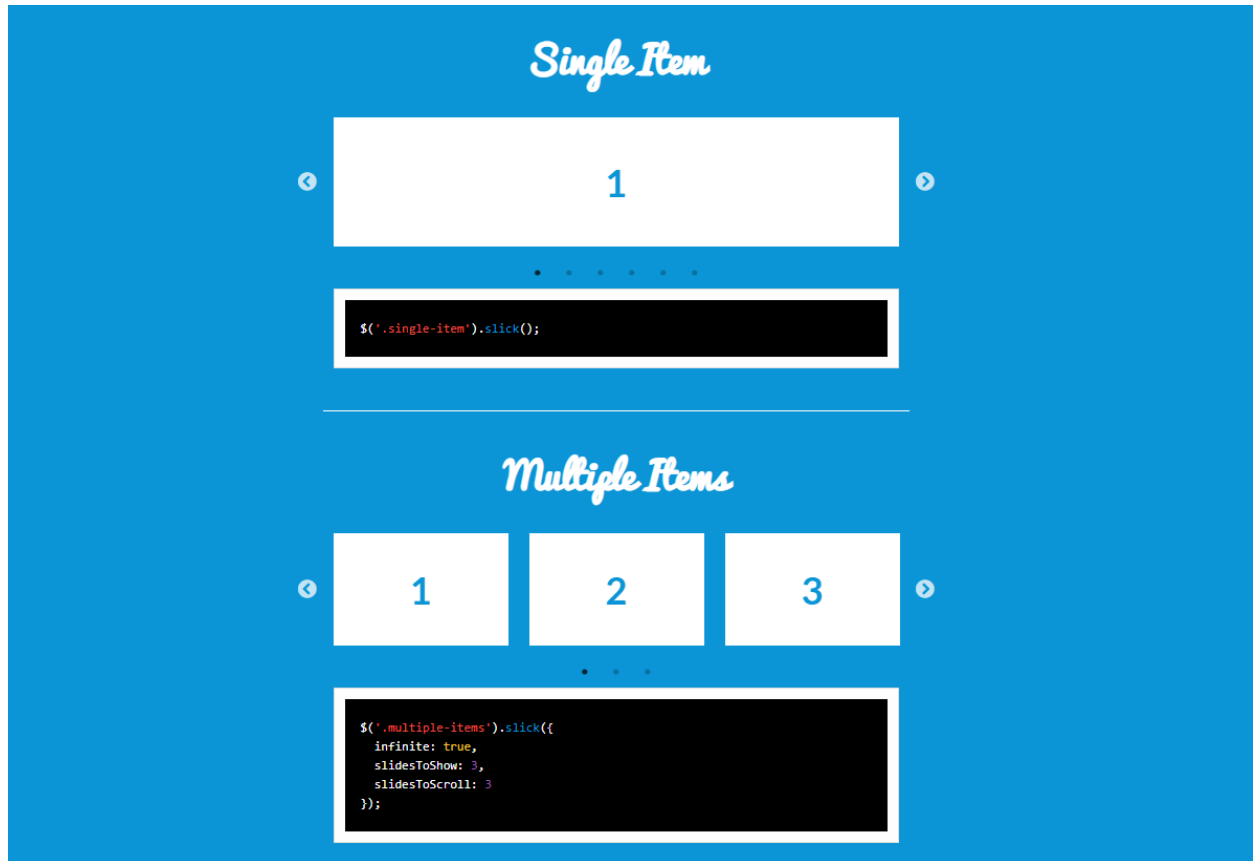 Single Item
1
$('.single-item').slick();
Multiple Items
1 2 3
$('.multiple-items').slick({
  infinite: true,
  slidesToShow: 3,
  slidesToScroll: 3
});